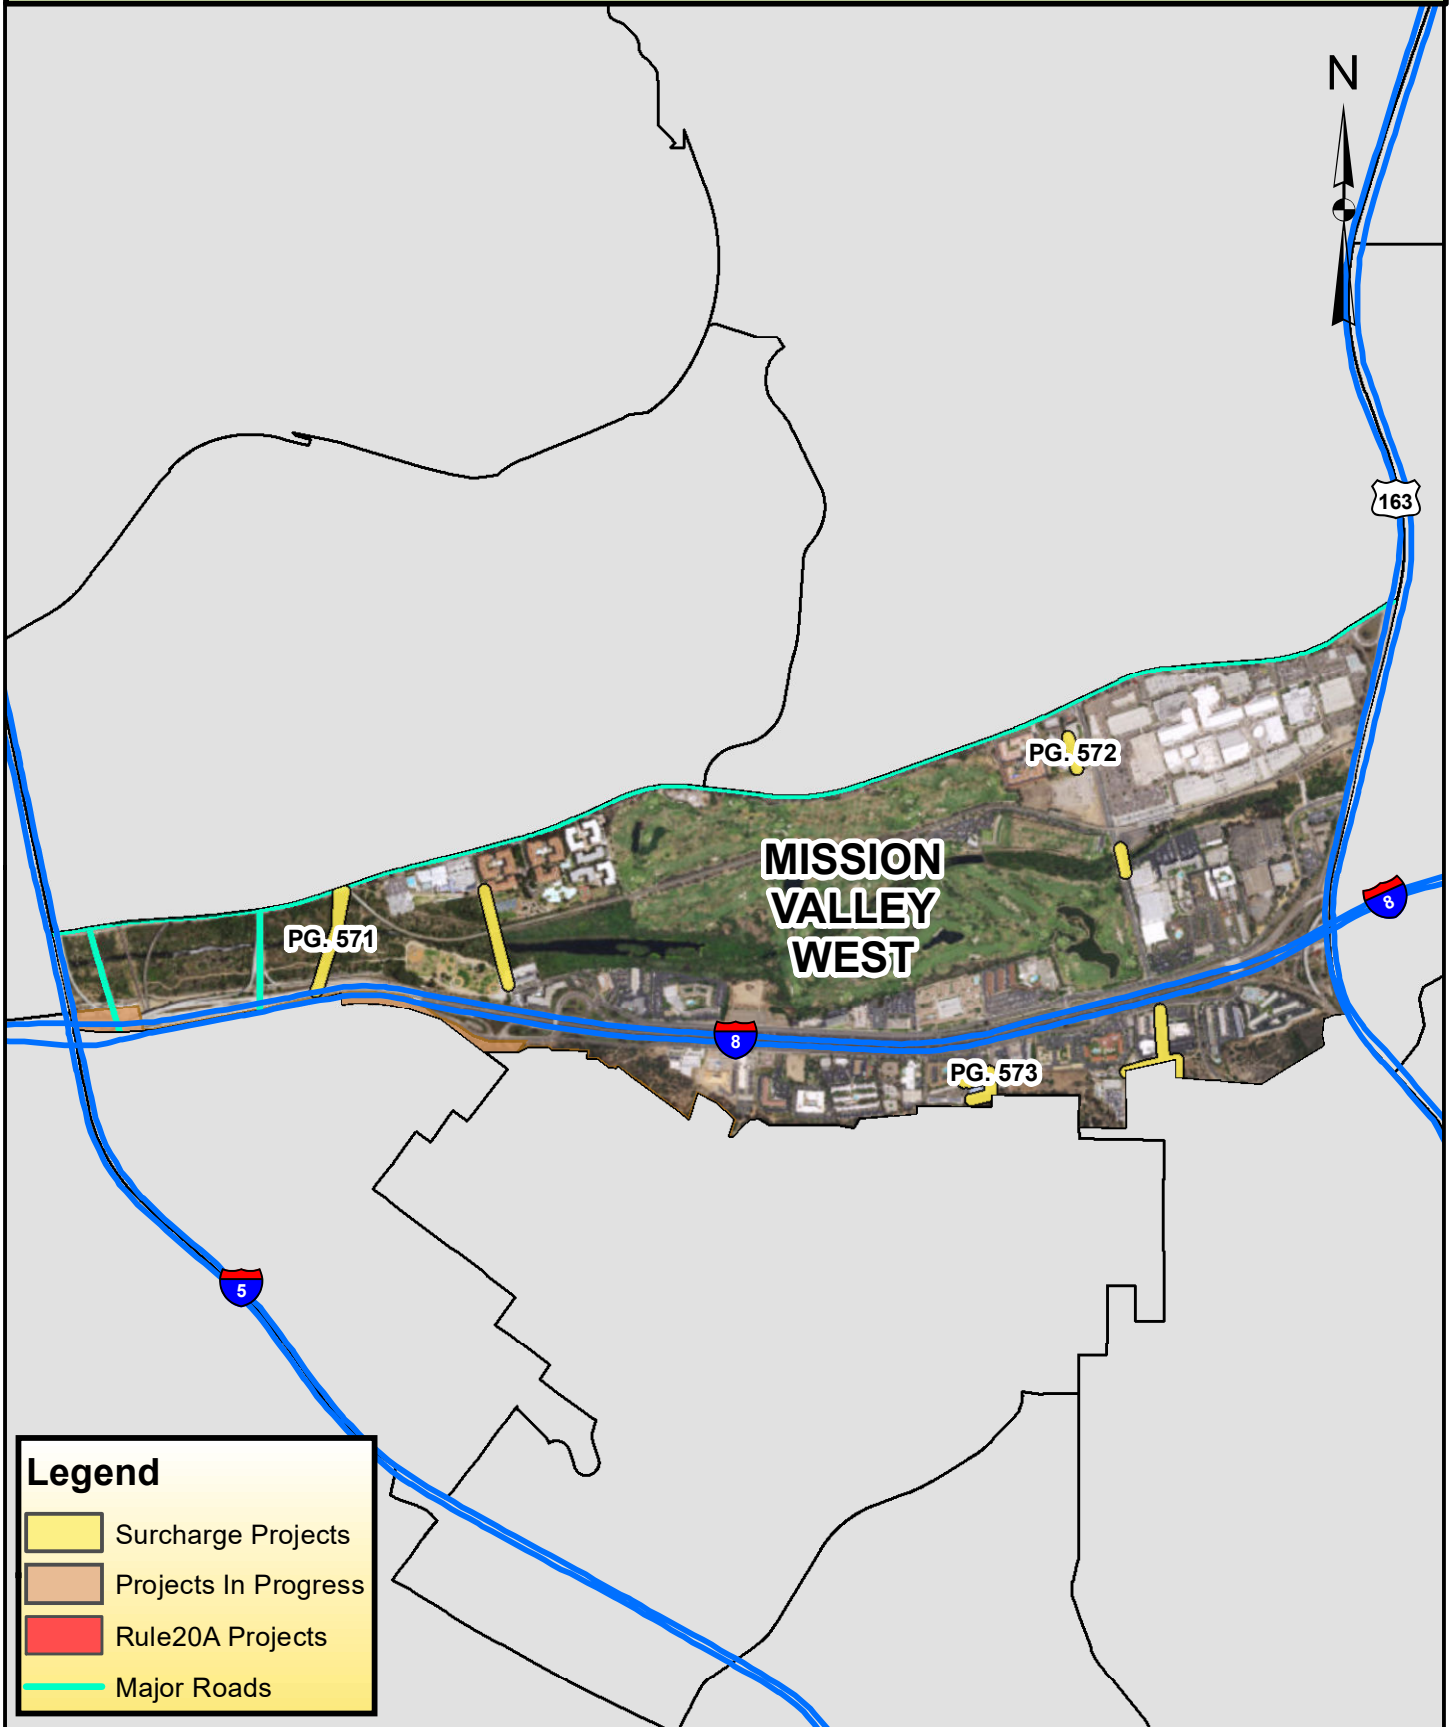 N
163
PG. 572
MISSION
VALLEY
WEST
8
PG. 571
8
PG. 573
5
Legend
Surcharge Projects
Projects In Progress
Rule20A Projects
Major Roads